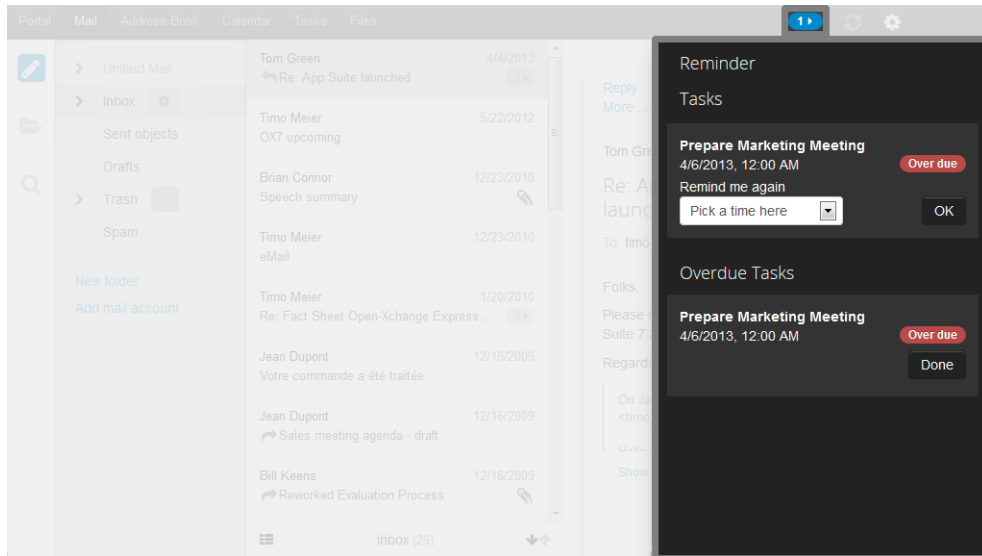 Portal Mail Address Book Calendar Tasks Files
1
Unified Mail
Inbox
Sent objects
Drafts
Trash
Spam
New folder
Add mail account
Tom Green 4/4/2013
Re: App Suite launched 2
Timo Meier 5/22/2012
OX7 upcoming
Brian Connor 12/23/2010
Speech summary
Timo Meier 12/23/2010
eMail
Timo Meier 1/20/2010
Re: Fact Sheet Open-Xchange Express... 3
Jean Dupont 12/16/2009
Votre commande a été traitée
Jean Dupont 12/16/2009
Sales meeting agenda - draft
Bill Keens 12/16/2009
Reworked Evaluation Process
Inbox (29)
Reply
More
Tom Gre
Re: A
launc
To timo
Folks,
Please
Suite 7.
Regards
On Ja
<timo
Show
Reminder
Tasks
Prepare Marketing Meeting
4/6/2013, 12:00 AM Over due
Remind me again
Pick a time here OK
Overdue Tasks
Prepare Marketing Meeting
4/6/2013, 12:00 AM Over due
Done